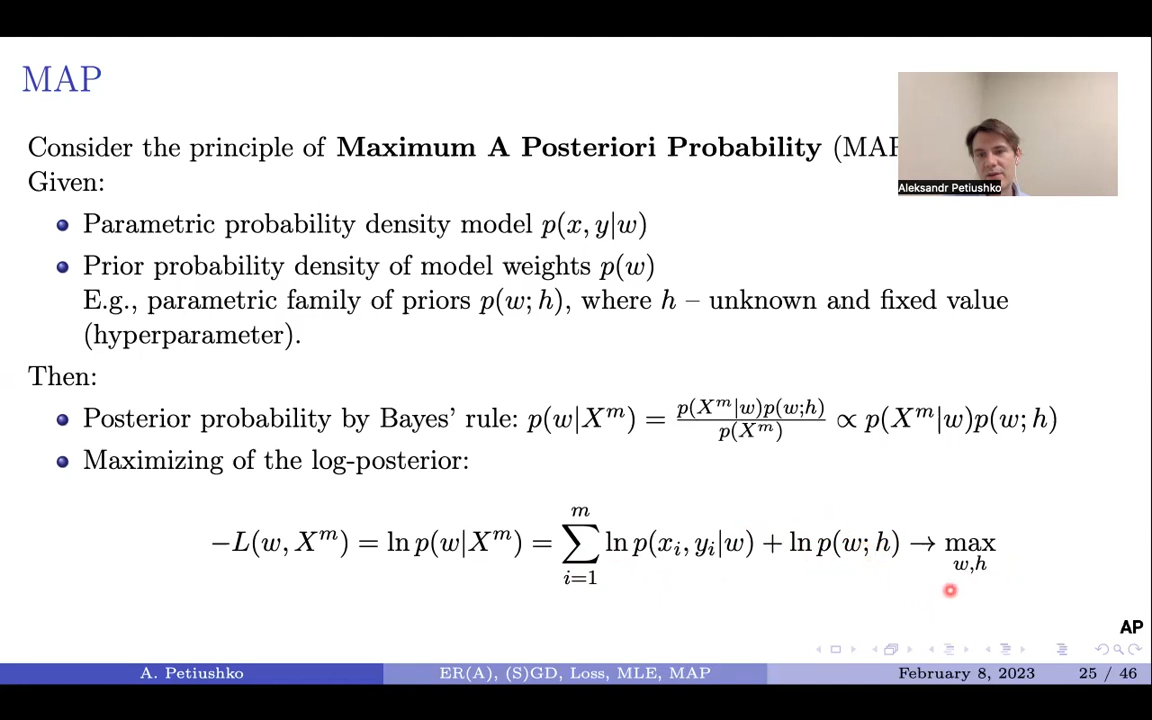 MAP
Consider the principle of Maximum A Posteriori Probability (MAP
Given:
Parametric probability density model p(x, y|w)
Prior probability density of model weights p(w)
E.g., parametric family of priors p(w; h), where h – unknown and fixed value
(hyperparameter).
Then:
Posterior probability by Bayes' rule: p(w|X^m) = \frac{p(X^m|w)p(w;h)}{p(X^m)} ∝ p(X^m|w)p(w; h)
Maximizing of the log-posterior:
−L(w, X^m) = ln p(w|X^m) = \sum_{i=1}^{m} ln p(x_i, y_i|w) + ln p(w; h) → \max_{w,h}
Aleksandr Petiushko
AP
A. Petiushko ER(A), (S)GD, Loss, MLE, MAP February 8, 2023 25 / 46